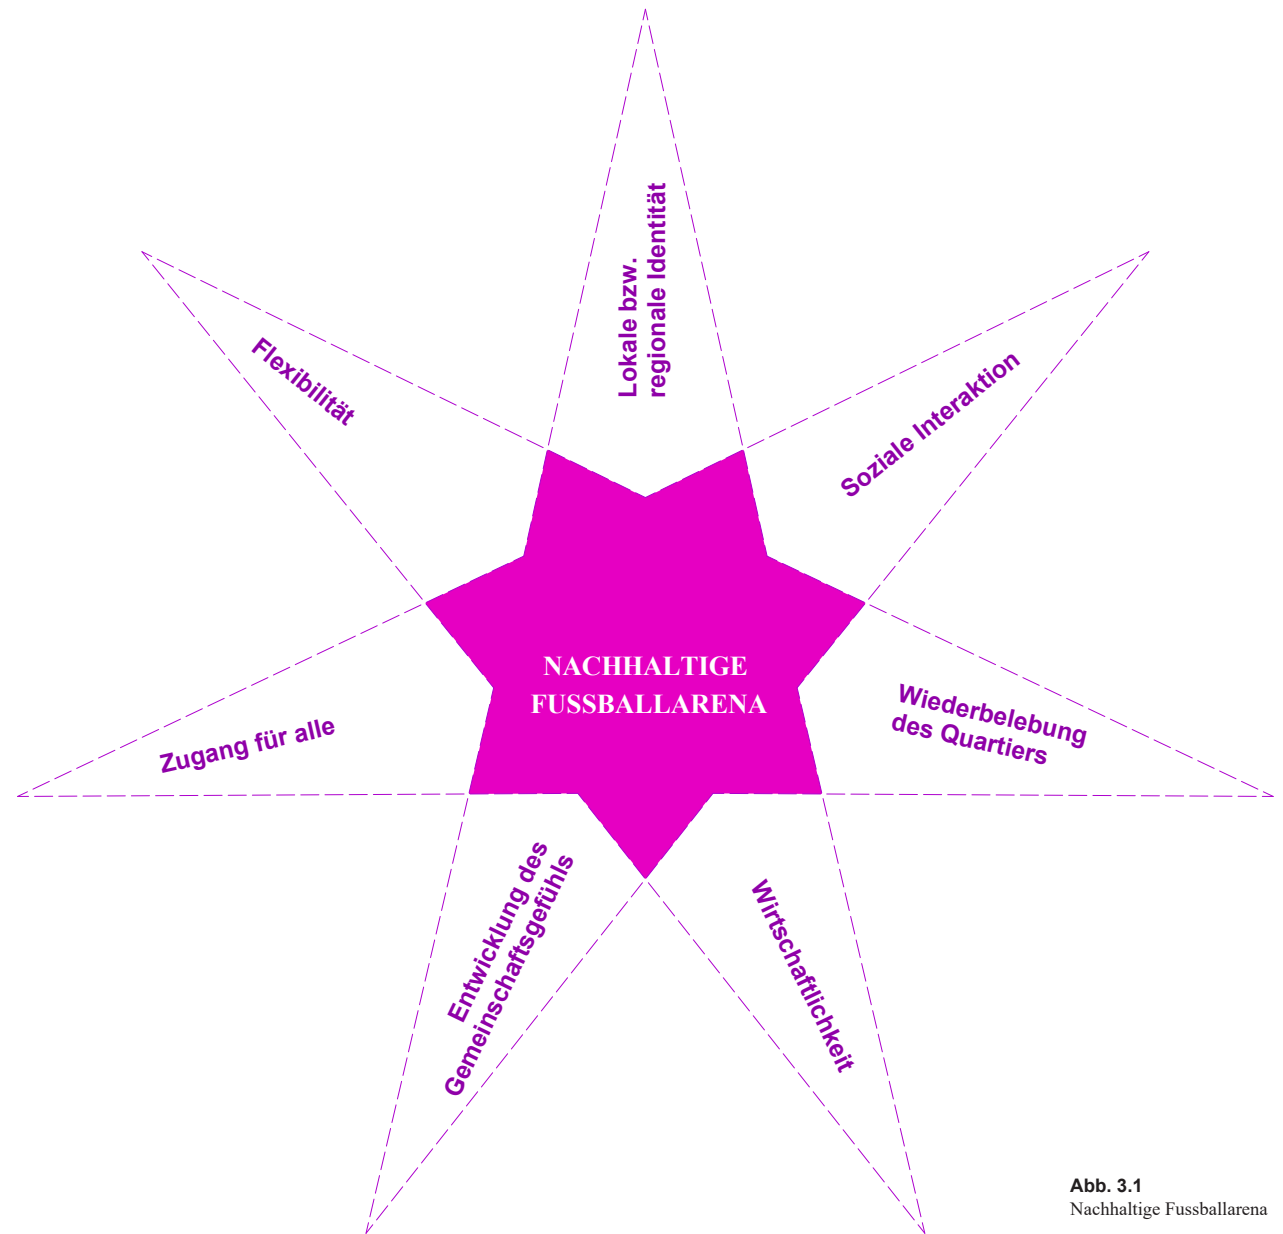 Lokale bzw.
regionale Identität
Flexibilität
Soziale Interaktion
NACHHALTIGE
FUSSBALLARENA
Wiederbelebung
des Quartiers
Zugang für alle
Entwicklung des
Gemeinschaftsgefühls
Wirtschaftlichkeit
Abb. 3.1
Nachhaltige Fussballarena